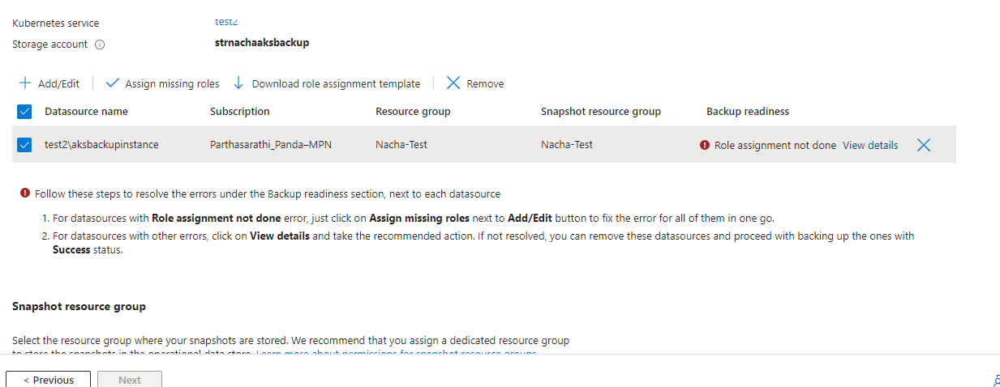 Kubernetes service test2
Storage account strnachaaksbackup
Add/Edit Assign missing roles Download role assignment template Remove
Datasource name Subscription Resource group Snapshot resource group Backup readiness
test2\aksbackupinstance Parthasarathi_Panda–MPN Nacha-Test Nacha-Test Role assignment not done View details
Follow these steps to resolve the errors under the Backup readiness section, next to each datasource
1. For datasources with Role assignment not done error, just click on Assign missing roles next to Add/Edit button to fix the error for all of them in one go.
2. For datasources with other errors, click on View details and take the recommended action. If not resolved, you can remove these datasources and proceed with backing up the ones with
Success status.
Snapshot resource group
Select the resource group where your snapshots are stored. We recommend that you assign a dedicated resource group
to store the snapshots in the operational data store. Learn more about permissions for snapshot resource groups.
< Previous Next